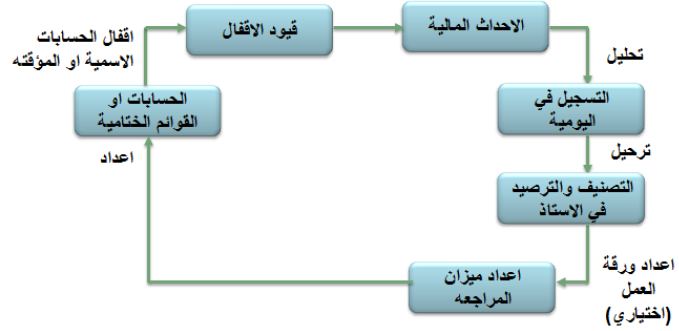 اقفال الحسابات
الاسمية او المؤقته
قيود الاقفال
الاحداث المالية
تحليل
التسجيل في
اليومية
ترحيل
التصنيف والترصيد
في الاستاذ
اعداد ورقة
العمل
(اختياري)
اعداد ميزان
المراجعه
اعداد
الحسابات او
القوائم الختامية